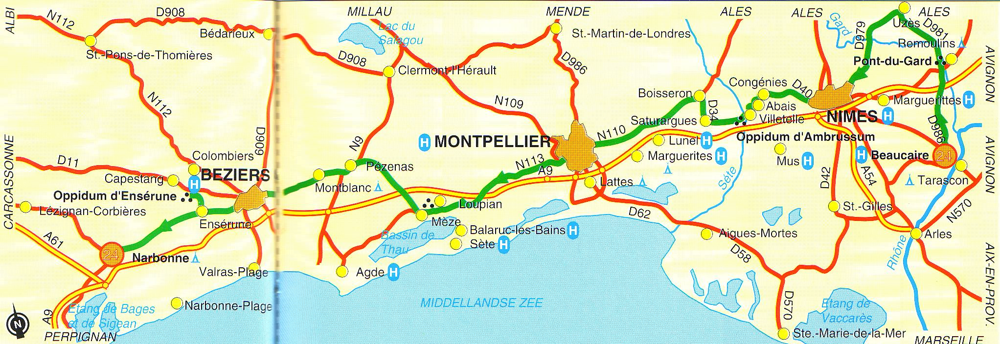 ALBI
N112
D908
Bédarieux
St.-Pons-de-Thomières
N112
D609
CARCASSONNE
D11
Colombiers
Capestang
H
BEZIERS
Oppidum d'Ensérune
Lézignan-Corbières
Ensérune
A61
24
Narbonne
Valras-Plage
Narbonne-Plage
A9
Etang de Bages
et de Sigean
N
PERPIGNAN
MILLAU
Lac du
Salagou
D908
Clermont-l'Hérault
MENDE
St.-Martin-de-Londres
D986
N109
N9
H MONTPELLIER
N110
N113
A9
Pézenas
Montblanc
Loupian
Mèze
Bassin de
Thau
Balaruc-lès-Bains H
Sète H
Agde H
Lattes
D62
MIDDELLANDSE ZEE
ALES
ALES
ALES
Gard
D979
Uzès
D981
Remoulins
Pont-du-Gard
AVIGNON
Congénies
D40
Boisseron
D34
Abais
Saturargues
Villetelle
Marguerittes H
NIMES H
Oppidum d'Ambrussum
D986
AVIGNON
Lunel H
Marguerites H
Mus H
H Beaucaire
24
Séte
D42
A54
Tarascon
St.-Gilles
N570
Aigues-Mortes
D58
Arles
Rhône
AIX-EN-PROV.
D570
Etang de
Vaccarès
Ste.-Marie-de-la-Mer
MARSEILLE